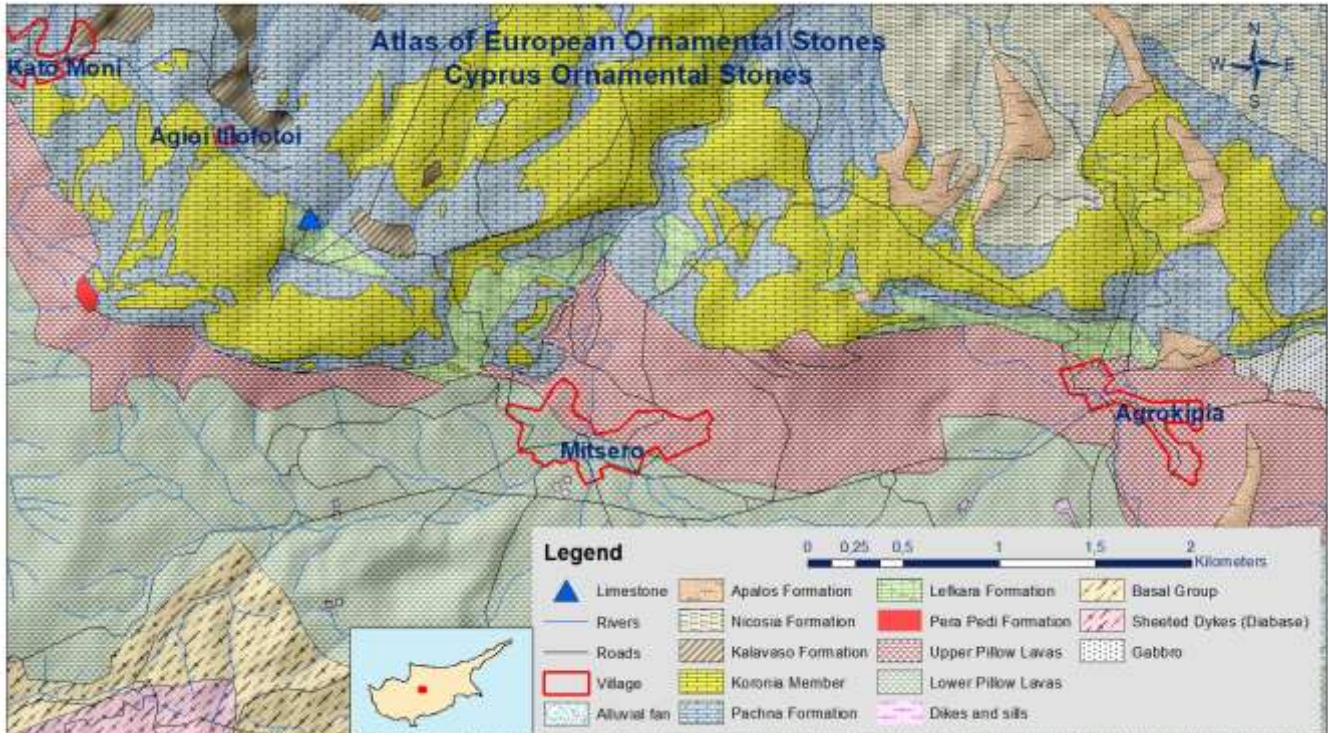 Atlas of European Ornamental Stones
Cyprus Ornamental Stones
N
W E
S
Kato Moni
Agioi Iliofotoi
Mitsero
Agrokipia
Legend
0 0,25 0,5 1 1,5 2
Kilometers
Limestone
Rivers
Roads
Village
Alluvial fan
Apalos Formation
Nicosia Formation
Kalavaso Formation
Koronia Member
Pachna Formation
Lefkara Formation
Pera Pedi Formation
Upper Pillow Lavas
Lower Pillow Lavas
Dikes and sills
Basal Group
Sheeted Dykes (Diabase)
Gabbro